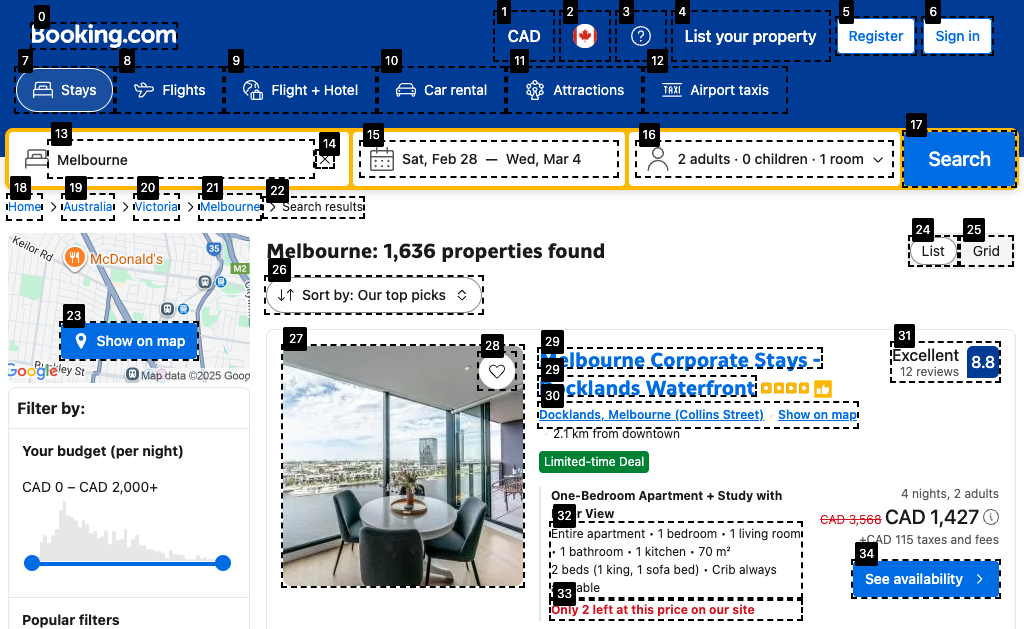 0
Booking.com
1
CAD
2
3
4
List your property
5
Register
6
Sign in
7
Stays
8
Flights
9
Flight + Hotel
10
Car rental
11
Attractions
12
TAXI
Airport taxis
13
Melbourne
14
15
Sat, Feb 28 — Wed, Mar 4
16
2 adults · 0 children · 1 room
17
Search
18
Home
19
Australia
20
Victoria
21
Melbourne
22
Search results
Keilor Rd
McDonald's
35
M2
23
Show on map
Google
Map data ©2025
Melbourne: 1,636 properties found
24
List
25
Grid
26
Sort by: Our top picks
Filter by:
Your budget (per night)
CAD 0 – CAD 2,000+
Popular filters
27
28
29
Melbourne Corporate Stays -
29
Docklands Waterfront
30
Docklands, Melbourne (Collins Street)
Show on map
2.1 km from downtown
31
Excellent
12 reviews
8.8
Limited-time Deal
One-Bedroom Apartment + Study with
View
32
Entire apartment • 1 bedroom • 1 living room
• 1 bathroom • 1 kitchen • 70 m²
2 beds (1 king, 1 sofa bed) • Crib always
33
Only 2 left at this price on our site
4 nights, 2 adults
CAD 3,568 CAD 1,427
+CAD 115 taxes and fees
34
See availability